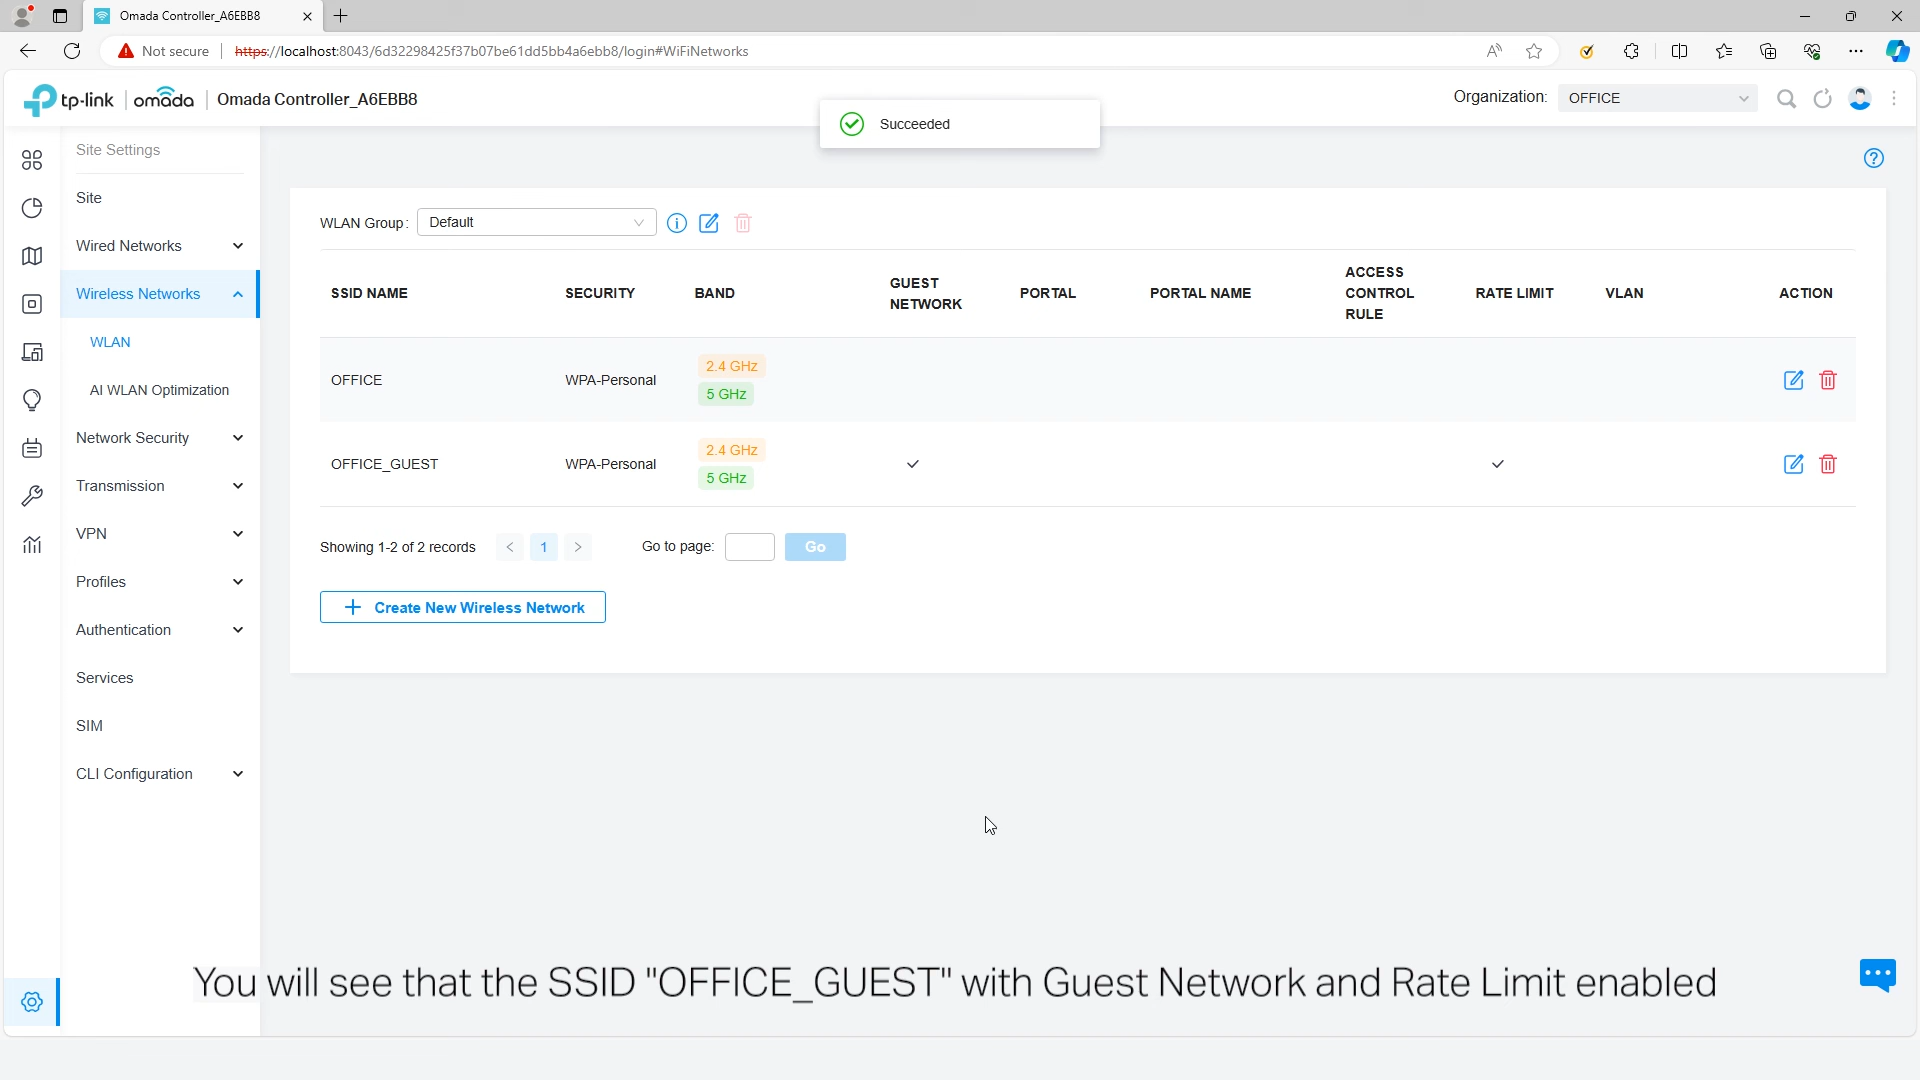 Omada Controller_A6EBB8
Not secure
https://localhost:8043/6d32298425f37b07be61dd5bb4a6ebb8/login#WiFiNetworks
tp-link
omada
Omada Controller_A6EBB8
Organization:
OFFICE
Succeeded
Site Settings
Site
Wired Networks
Wireless Networks
WLAN
AI WLAN Optimization
Network Security
Transmission
VPN
Profiles
Authentication
Services
SIM
CLI Configuration
WLAN Group:
Default
SSID NAME
SECURITY
BAND
GUEST
NETWORK
PORTAL
PORTAL NAME
ACCESS
CONTROL
RULE
RATE LIMIT
VLAN
ACTION
OFFICE
WPA-Personal
2.4 GHz
5 GHz
OFFICE_GUEST
WPA-Personal
2.4 GHz
5 GHz
Showing 1-2 of 2 records
< 1 >
Go to page:
Go
Create New Wireless Network
You will see that the SSID "OFFICE_GUEST" with Guest Network and Rate Limit enabled